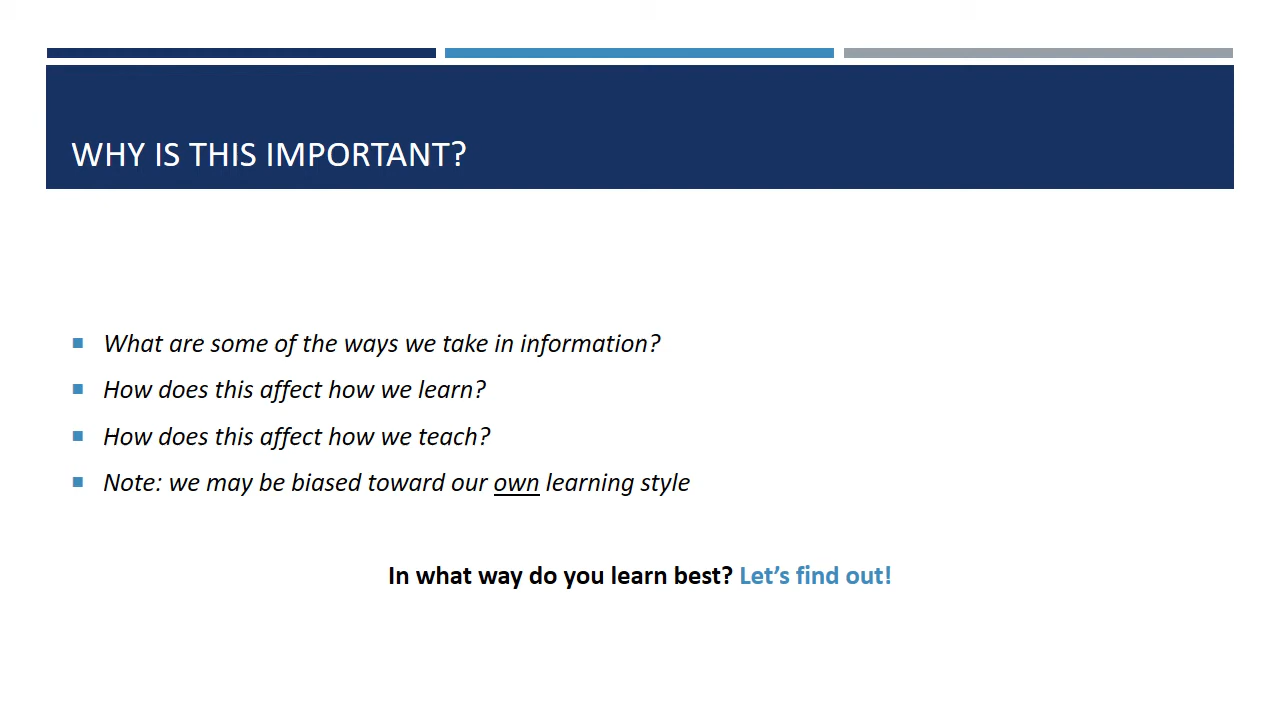 WHY IS THIS IMPORTANT?
What are some of the ways we take in information?
How does this affect how we learn?
How does this affect how we teach?
Note: we may be biased toward our own learning style
In what way do you learn best? Let’s find out!